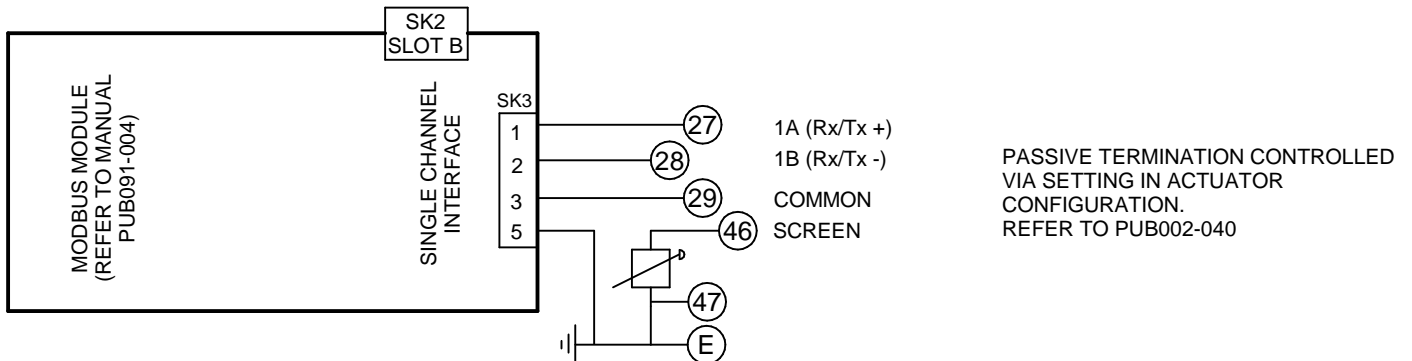 SK2
SLOT B
MODBUS MODULE
(REFER TO MANUAL
PUB091-004)
SINGLE CHANNEL
INTERFACE
SK3
1
2
3
5
27
28
29
46
47
E
1A (Rx/Tx +)
1B (Rx/Tx -)
COMMON
SCREEN
PASSIVE TERMINATION CONTROLLED
VIA SETTING IN ACTUATOR
CONFIGURATION.
REFER TO PUB002-040